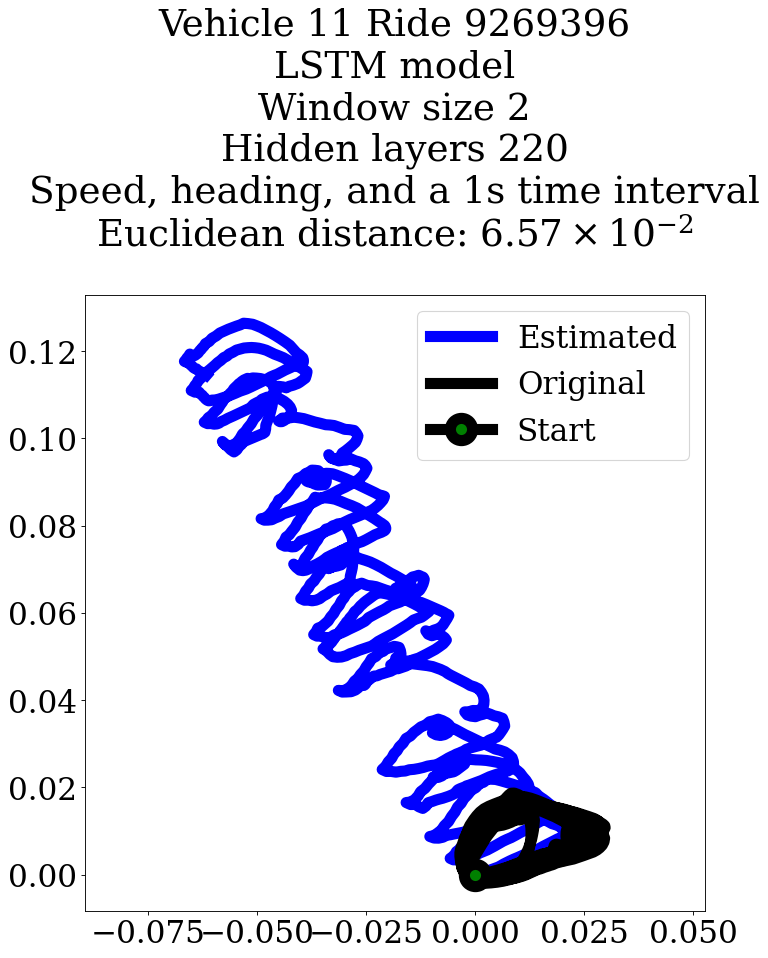 Vehicle 11 Ride 9269396
LSTM model
Window size 2
Hidden layers 220
Speed, heading, and a 1s time interval
Euclidean distance: 6.57 × 10⁻²
Estimated
Original
Start
0.12
0.10
0.08
0.06
0.04
0.02
0.00
−0.075 −0.050 −0.025 0.000 0.025 0.050